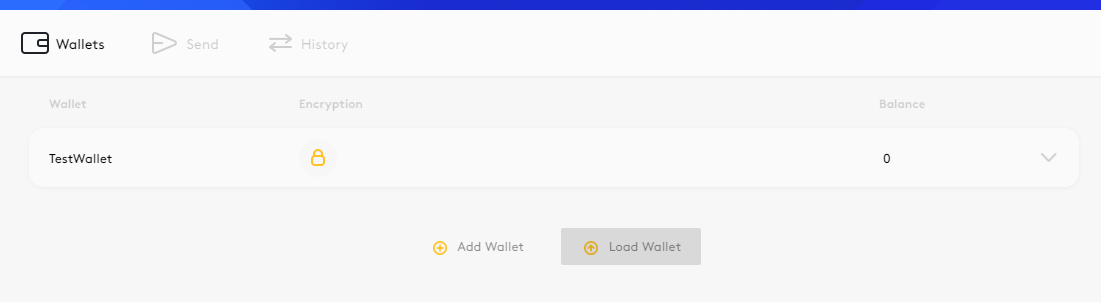 Wallets Send History
Wallet Encryption Balance
TestWallet 0
Add Wallet Load Wallet